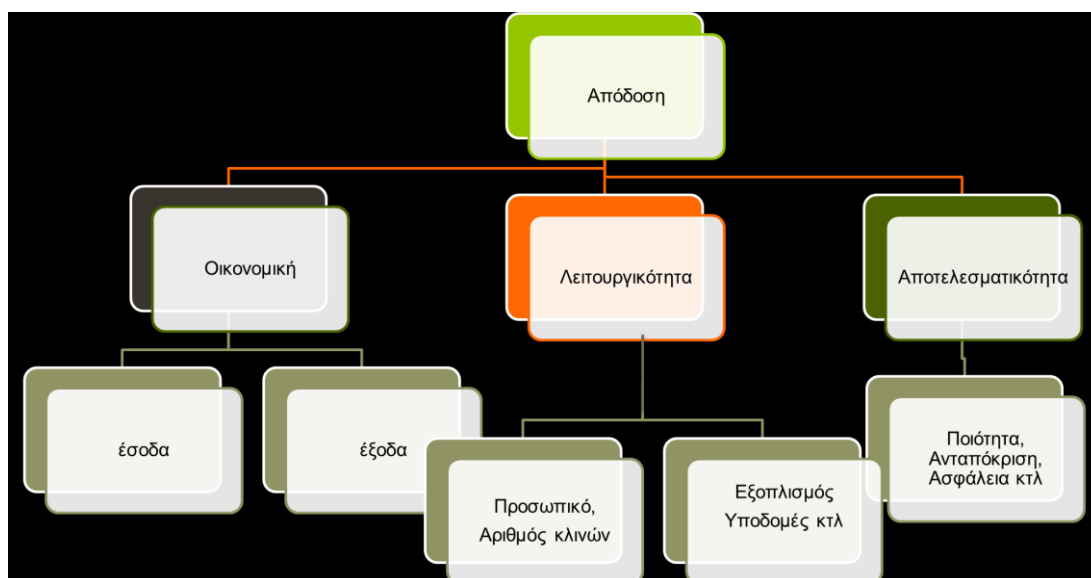 Απόδοση
Οικονομική
Λειτουργικότητα
Αποτελεσματικότητα
έσοδα
έξοδα
Προσωπικό,
Αριθμός κλινών
Εξοπλισμός
Υποδομές κτλ
Ποιότητα,
Ανταπόκριση,
Ασφάλεια κτλ